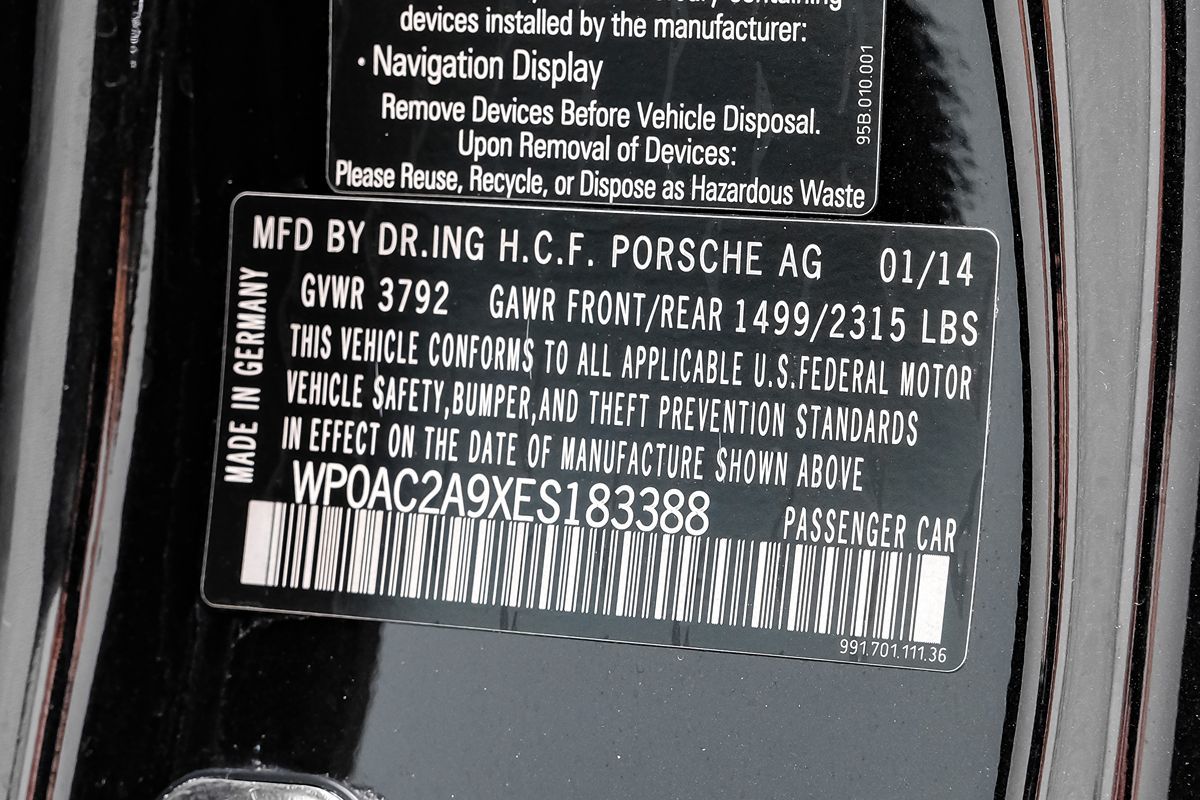 mercury containing
devices installed by the manufacturer:
• Navigation Display
Remove Devices Before Vehicle Disposal.
Upon Removal of Devices:
Please Reuse, Recycle, or Dispose as Hazardous Waste
95B.010.001
MFD BY DR.ING H.C.F. PORSCHE AG 01/14
GVWR 3792 GAWR FRONT/REAR 1499/2315 LBS
THIS VEHICLE CONFORMS TO ALL APPLICABLE U.S.FEDERAL MOTOR
VEHICLE SAFETY,BUMPER,AND THEFT PREVENTION STANDARDS
IN EFFECT ON THE DATE OF MANUFACTURE SHOWN ABOVE
WP0AC2A9XES183388
PASSENGER CAR
MADE IN GERMANY
991.701.111.36